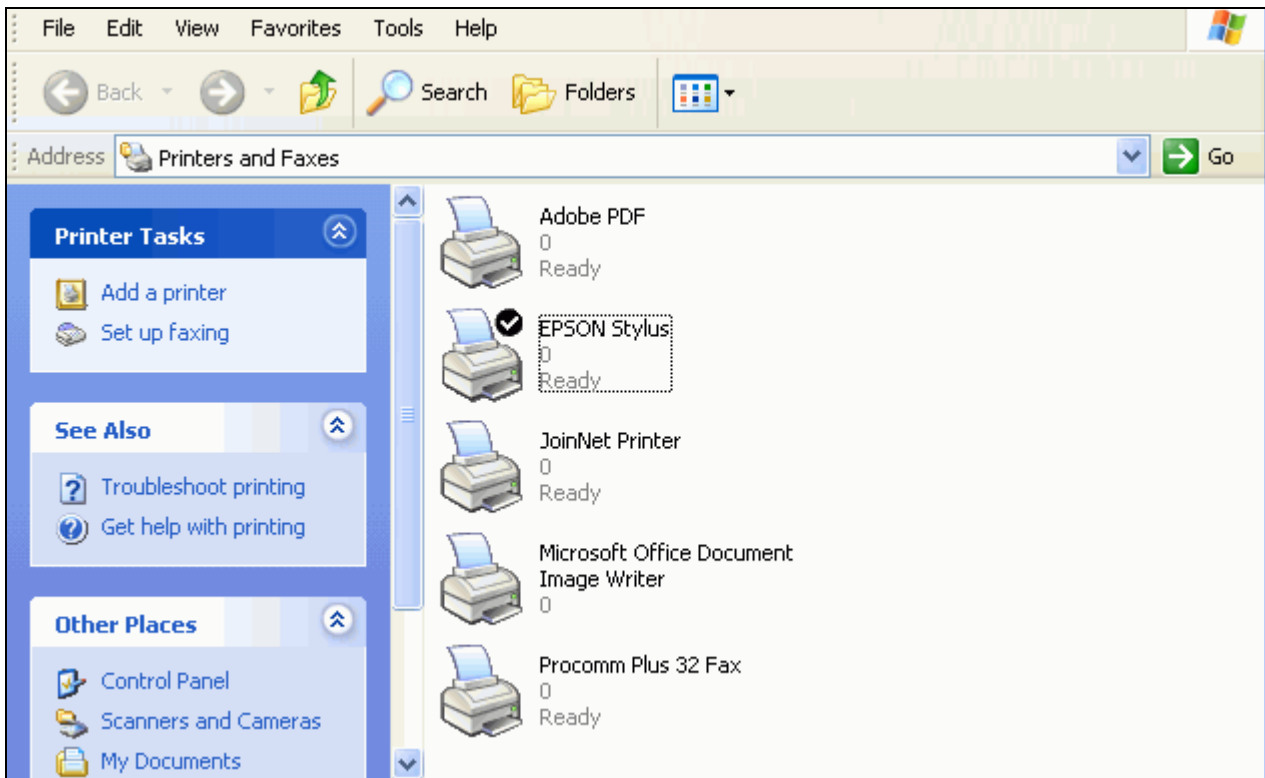 File Edit View Favorites Tools Help
Back Search Folders
Address Printers and Faxes Go
Printer Tasks
Add a printer
Set up faxing
See Also
Troubleshoot printing
Get help with printing
Other Places
Control Panel
Scanners and Cameras
My Documents
Adobe PDF
0
Ready
EPSON Stylus
0
Ready
JoinNet Printer
0
Ready
Microsoft Office Document
Image Writer
0
Procomm Plus 32 Fax
0
Ready